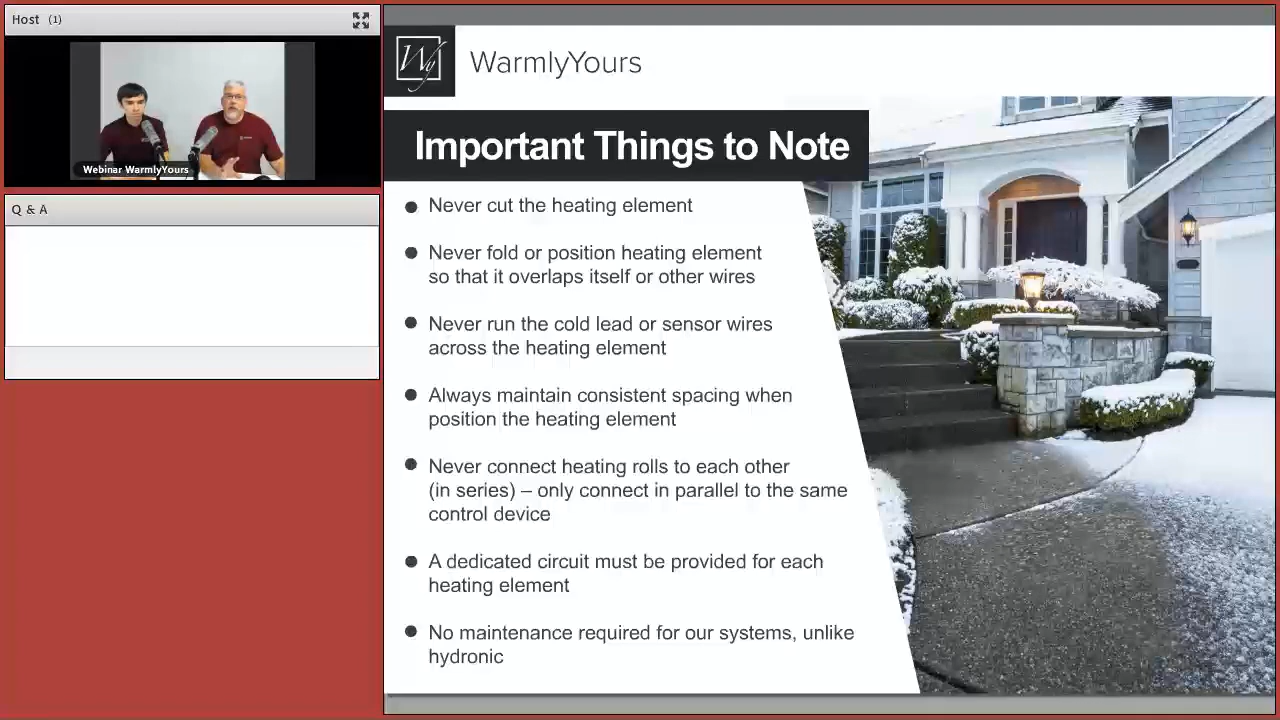 Host (1)
Webinar WarmlyYours
Q & A
Wy
WarmlyYours
Important Things to Note
Never cut the heating element
Never fold or position heating element
so that it overlaps itself or other wires
Never run the cold lead or sensor wires
across the heating element
Always maintain consistent spacing when
position the heating element
Never connect heating rolls to each other
(in series) – only connect in parallel to the same
control device
A dedicated circuit must be provided for each
heating element
No maintenance required for our systems, unlike
hydronic